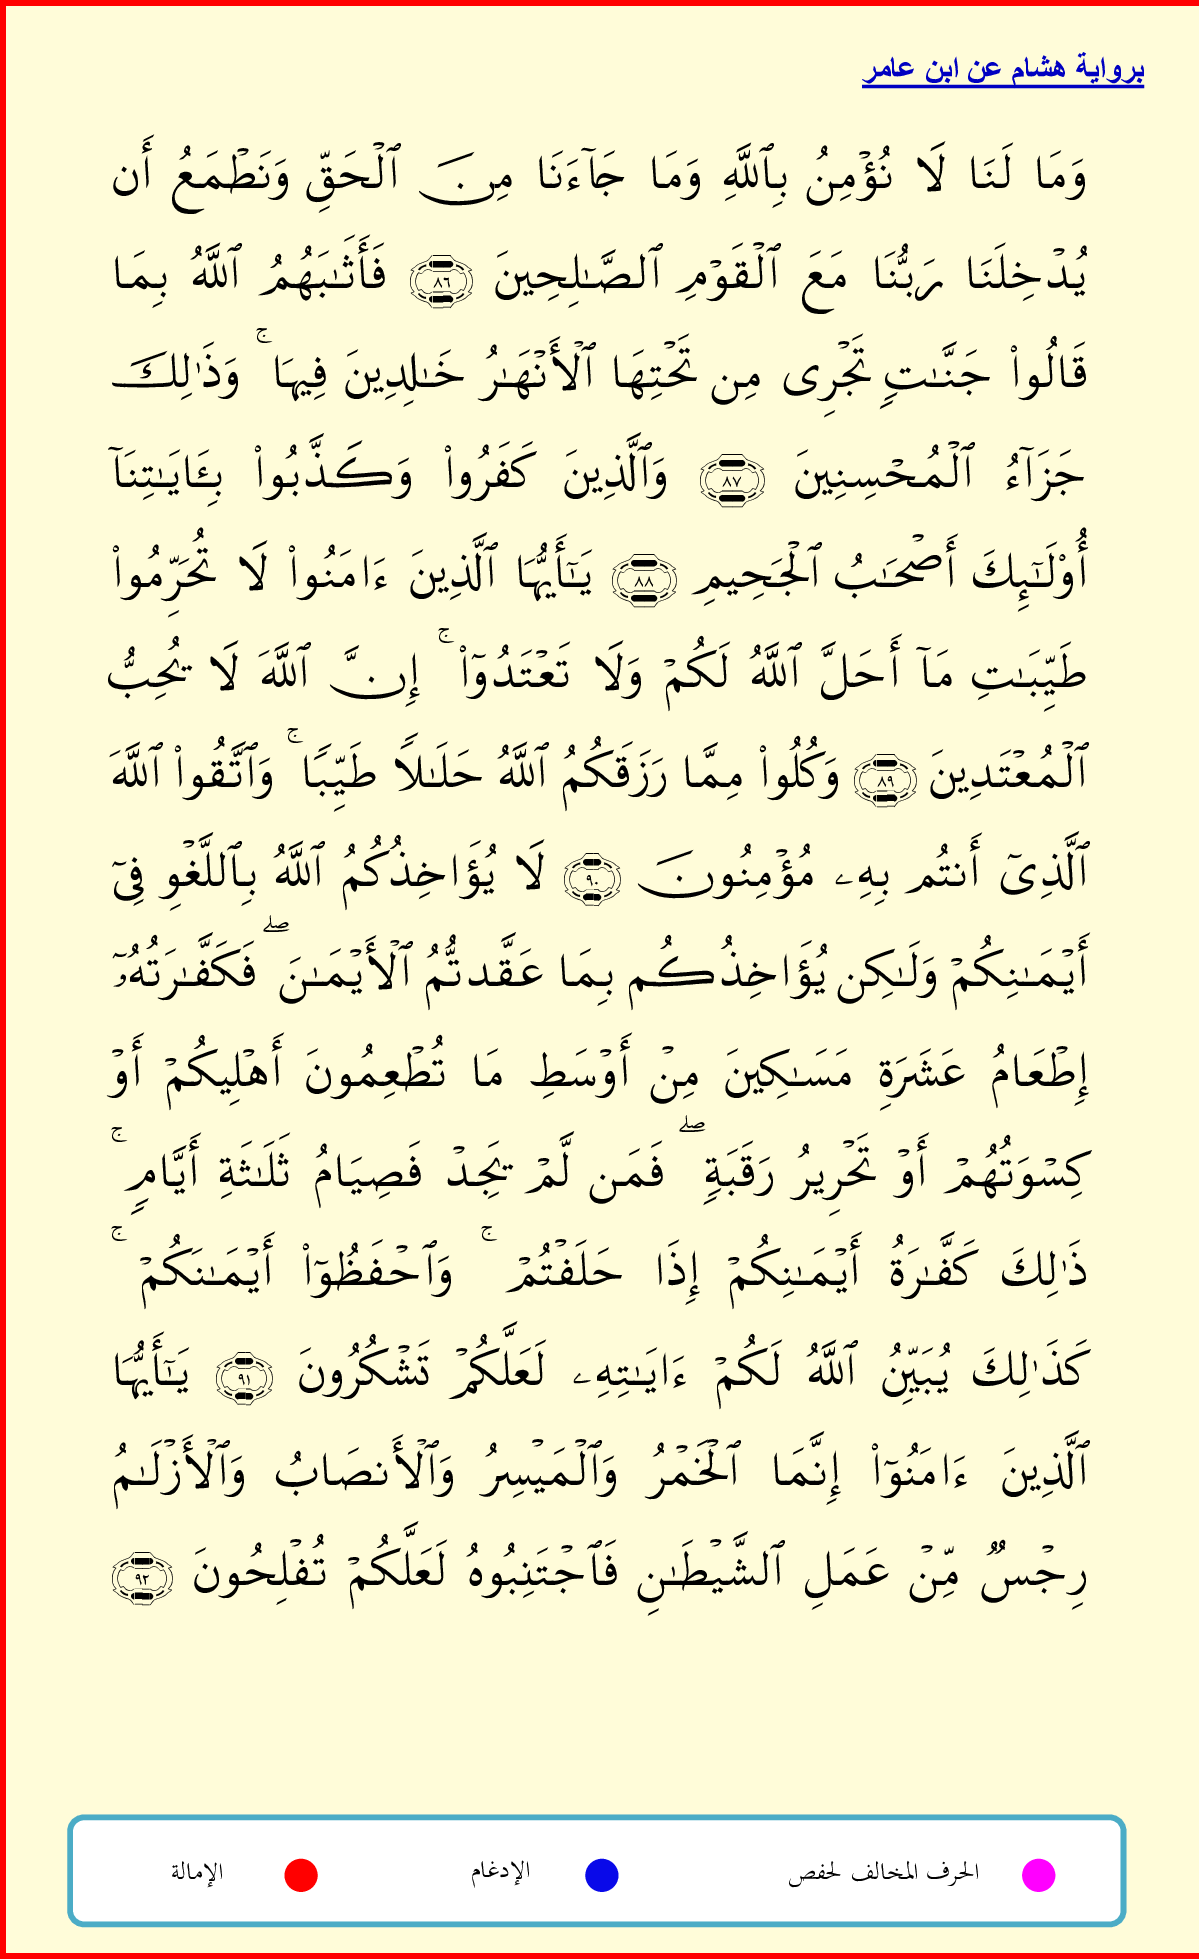 برواية هشام عن ابن عامر
وَمَا لَنَا لَا نُؤْمِنُ بِٱللَّهِ وَمَا جَآءَنَا مِنَ ٱلْحَقِّ وَنَطْمَعُ أَن
يُدْخِلَنَا رَبُّنَا مَعَ ٱلْقَوْمِ ٱلصَّـٰلِحِينَ ٨٦ فَأَثَـٰبَهُمُ ٱللَّهُ بِمَا
قَالُوا۟ جَنَّـٰتٍ تَجْرِى مِن تَحْتِهَا ٱلْأَنْهَـٰرُ خَـٰلِدِينَ فِيهَا ۚ وَذَٰلِكَ
جَزَآءُ ٱلْمُحْسِنِينَ ٨٧ وَٱلَّذِينَ كَفَرُوا۟ وَكَذَّبُوا۟ بِـَٔايَـٰتِنَآ
أُو۟لَـٰٓئِكَ أَصْحَـٰبُ ٱلْجَحِيمِ ٨٨ يَـٰٓأَيُّهَا ٱلَّذِينَ ءَامَنُوا۟ لَا تُحَرِّمُوا۟
طَيِّبَـٰتِ مَآ أَحَلَّ ٱللَّهُ لَكُمْ وَلَا تَعْتَدُوٓا۟ ۚ إِنَّ ٱللَّهَ لَا يُحِبُّ
ٱلْمُعْتَدِينَ ٨٩ وَكُلُوا۟ مِمَّا رَزَقَكُمُ ٱللَّهُ حَلَـٰلًا طَيِّبًا ۚ وَٱتَّقُوا۟ ٱللَّهَ
ٱلَّذِىٓ أَنتُم بِهِۦ مُؤْمِنُونَ ٩٠ لَا يُؤَاخِذُكُمُ ٱللَّهُ بِٱللَّغْوِ فِىٓ
أَيْمَـٰنِكُمْ وَلَـٰكِن يُؤَاخِذُكُم بِمَا عَقَّدتُّمُ ٱلْأَيْمَـٰنَ ۖ فَكَفَّـٰرَتُهُۥٓ
إِطْعَامُ عَشَرَةِ مَسَـٰكِينَ مِنْ أَوْسَطِ مَا تُطْعِمُونَ أَهْلِيكُمْ أَوْ
كِسْوَتُهُمْ أَوْ تَحْرِيرُ رَقَبَةٍ ۖ فَمَن لَّمْ يَجِدْ فَصِيَامُ ثَلَـٰثَةِ أَيَّامٍ ۚ
ذَٰلِكَ كَفَّـٰرَةُ أَيْمَـٰنِكُمْ إِذَا حَلَفْتُمْ ۚ وَٱحْفَظُوٓا۟ أَيْمَـٰنَكُمْ ۚ
كَذَٰلِكَ يُبَيِّنُ ٱللَّهُ لَكُمْ ءَايَـٰتِهِۦ لَعَلَّكُمْ تَشْكُرُونَ ٩١ يَـٰٓأَيُّهَا
ٱلَّذِينَ ءَامَنُوٓا۟ إِنَّمَا ٱلْخَمْرُ وَٱلْمَيْسِرُ وَٱلْأَنصَابُ وَٱلْأَزْلَـٰمُ
رِجْسٌ مِّنْ عَمَلِ ٱلشَّيْطَـٰنِ فَٱجْتَنِبُوهُ لَعَلَّكُمْ تُفْلِحُونَ ٩٢
الحرف المخالف لحفص الإدغام الإمالة